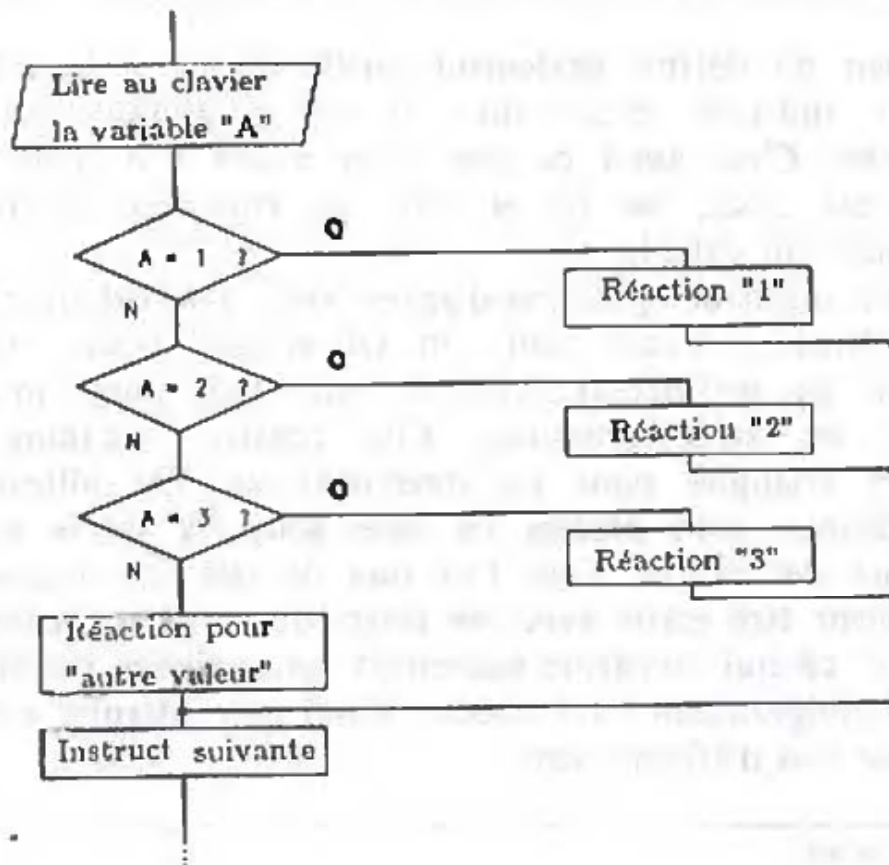 Lire au clavier
la variable "A"
A = 1 ?
O
N
Réaction "1"
A = 2 ?
O
N
Réaction "2"
A = 3 ?
O
N
Réaction "3"
Réaction pour
"autre valeur"
Instruct suivante